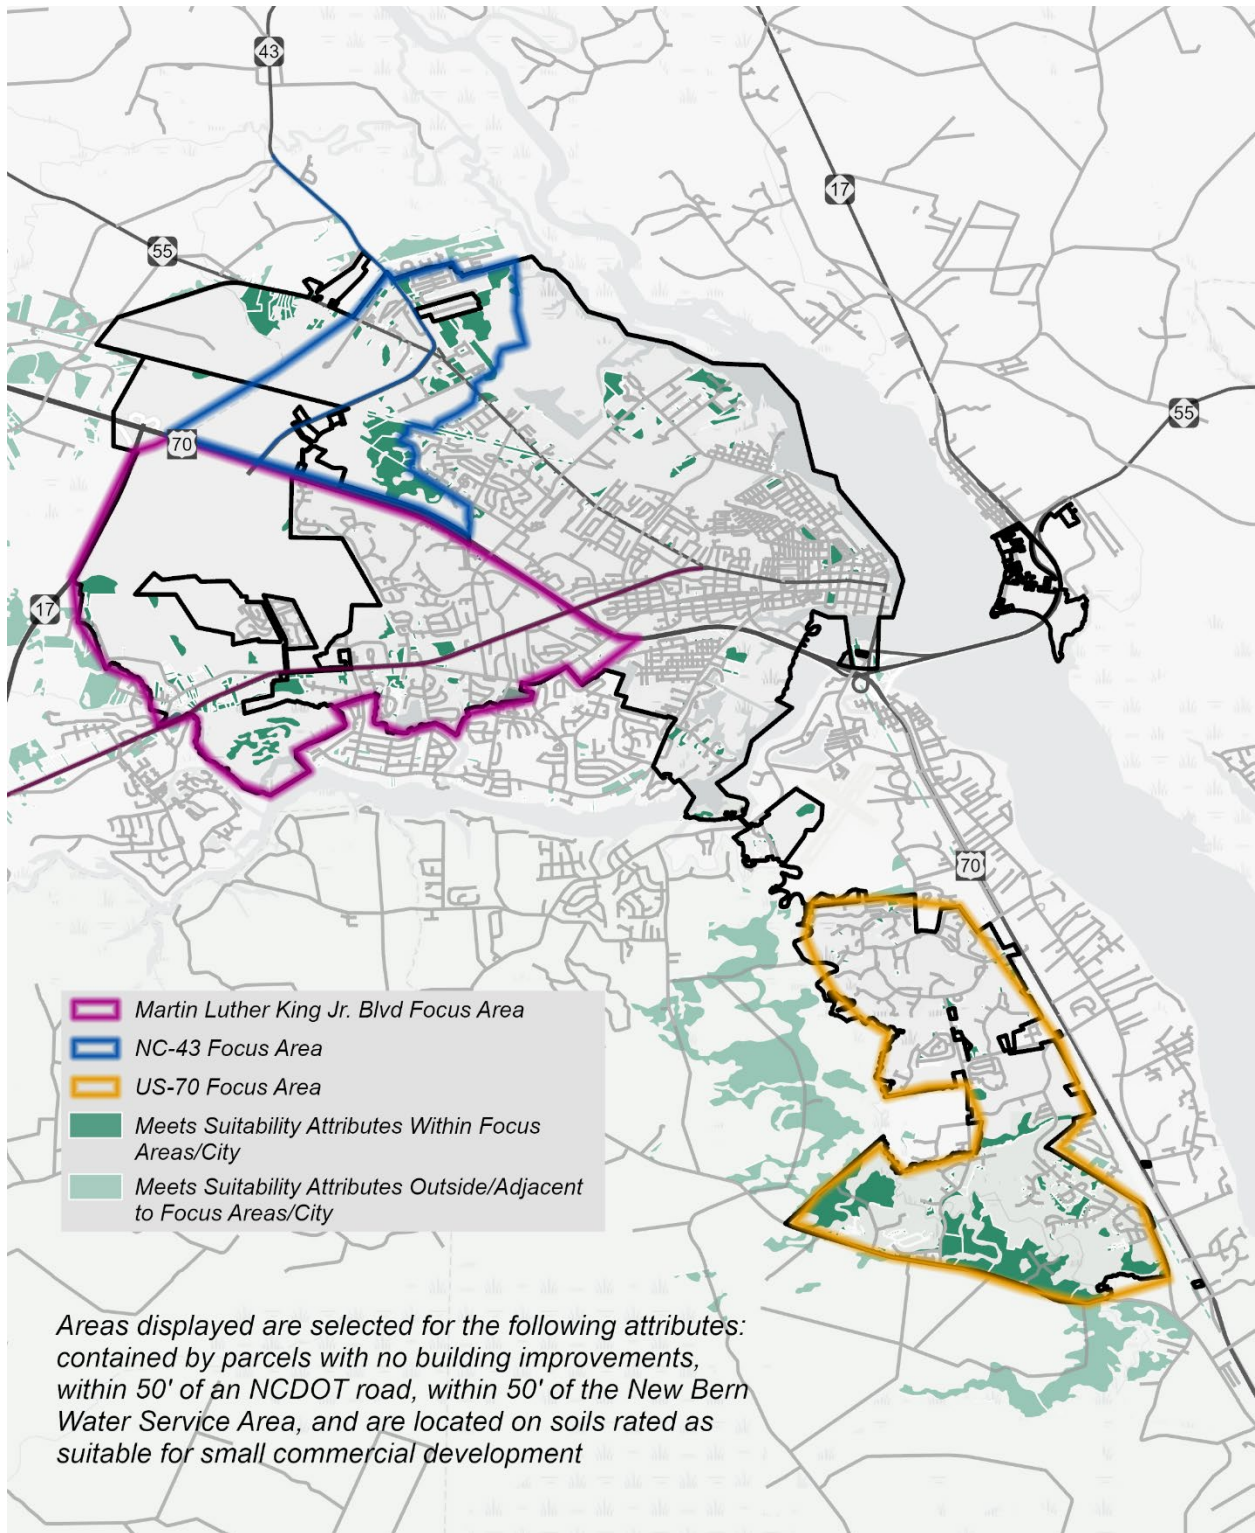 43
17
55
55
70
17
70
Martin Luther King Jr. Blvd Focus Area
NC-43 Focus Area
US-70 Focus Area
Meets Suitability Attributes Within Focus
Areas/City
Meets Suitability Attributes Outside/Adjacent
to Focus Areas/City
Areas displayed are selected for the following attributes:
contained by parcels with no building improvements,
within 50' of an NCDOT road, within 50' of the New Bern
Water Service Area, and are located on soils rated as
suitable for small commercial development